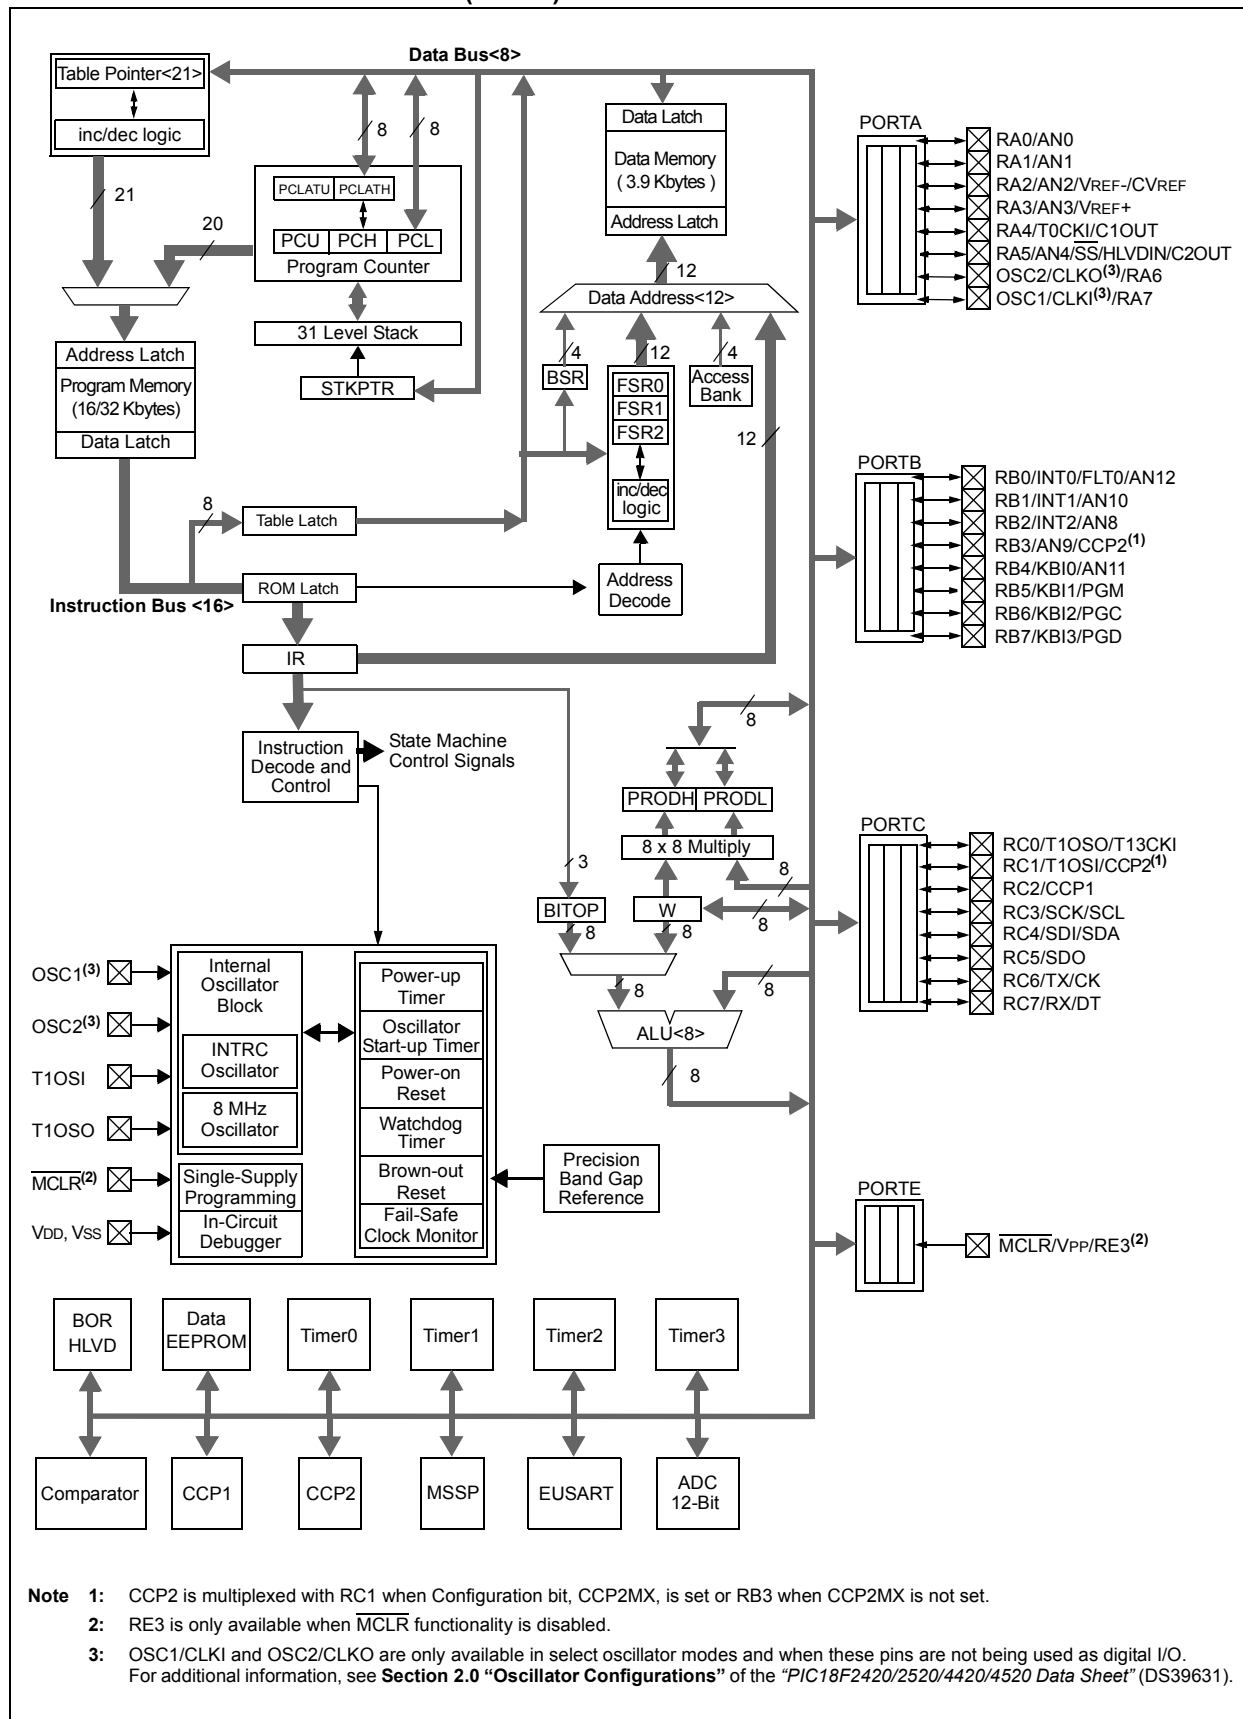 Data Bus<8>
Table Pointer<21>
inc/dec logic
21
20
8
8
PCLATU PCLATH
PCU PCH PCL
Program Counter
31 Level Stack
STKPTR
Address Latch
Program Memory
(16/32 Kbytes)
Data Latch
Data Latch
Data Memory
( 3.9 Kbytes )
Address Latch
12
Data Address<12>
4
12
4
BSR
FSR0
FSR1
FSR2
inc/dec
logic
Access
Bank
12
8
Table Latch
ROM Latch
Instruction Bus <16>
Address
Decode
IR
Instruction
Decode and
Control
State Machine
Control Signals
8
PRODH PRODL
8 x 8 Multiply
3
8
BITOP
W
8
8
8
8
8
ALU<8>
8
PORTA
RA0/AN0
RA1/AN1
RA2/AN2/VREF-/CVREF
RA3/AN3/VREF+
RA4/T0CKI/C1OUT
RA5/AN4/SS/HLVDIN/C2OUT
OSC2/CLKO(3)/RA6
OSC1/CLKI(3)/RA7
PORTB
RB0/INT0/FLT0/AN12
RB1/INT1/AN10
RB2/INT2/AN8
RB3/AN9/CCP2(1)
RB4/KBI0/AN11
RB5/KBI1/PGM
RB6/KBI2/PGC
RB7/KBI3/PGD
PORTC
RC0/T1OSO/T13CKI
RC1/T1OSI/CCP2(1)
RC2/CCP1
RC3/SCK/SCL
RC4/SDI/SDA
RC5/SDO
RC6/TX/CK
RC7/RX/DT
PORTE
MCLR/VPP/RE3(2)
OSC1(3)
OSC2(3)
T1OSI
T1OSO
MCLR(2)
VDD, VSS
Internal
Oscillator
Block
INTRC
Oscillator
8 MHz
Oscillator
Single-Supply
Programming
In-Circuit
Debugger
Power-up
Timer
Oscillator
Start-up Timer
Power-on
Reset
Watchdog
Timer
Brown-out
Reset
Fail-Safe
Clock Monitor
Precision
Band Gap
Reference
BOR
HLVD
Data
EEPROM
Timer0
Timer1
Timer2
Timer3
Comparator
CCP1
CCP2
MSSP
EUSART
ADC
12-Bit
Note 1: CCP2 is multiplexed with RC1 when Configuration bit, CCP2MX, is set or RB3 when CCP2MX is not set.
2: RE3 is only available when MCLR functionality is disabled.
3: OSC1/CLKI and OSC2/CLKO are only available in select oscillator modes and when these pins are not being used as digital I/O.
For additional information, see Section 2.0 “Oscillator Configurations” of the “PIC18F2420/2520/4420/4520 Data Sheet” (DS39631).